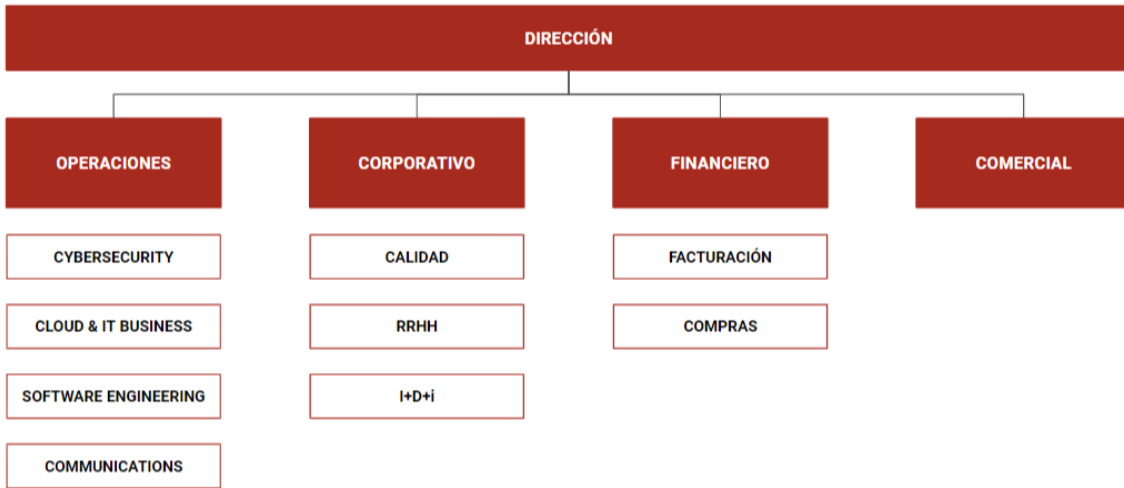 DIRECCIÓN
OPERACIONES
CORPORATIVO
FINANCIERO
COMERCIAL
CYBERSECURITY
CALIDAD
FACTURACIÓN
CLOUD & IT BUSINESS
RRHH
COMPRAS
SOFTWARE ENGINEERING
I+D+i
COMMUNICATIONS